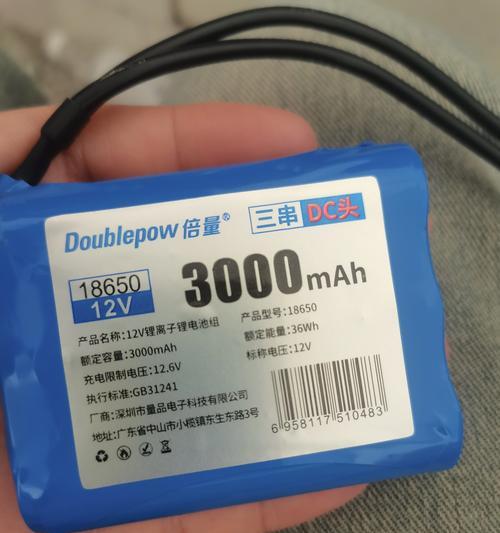 Doublepow 倍量®
三串 DC头
18650
12V
3000mAh
产品名称:12V锂离子锂电池组
产品型号:18650
额定容量:3000mAh
额定能量:36Wh
充电限制电压:12.6V
标称电压:12V
执行标准:GB31241
厂商:深圳市量品电子科技有限公司
地址:广东省中山市小榄镇东生东路3号
6 958117 510483